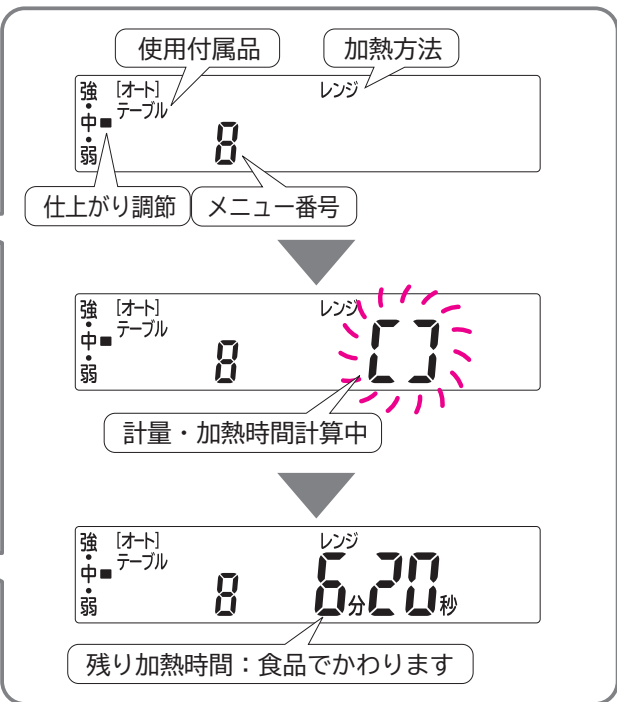 使用付属品 加熱方法
強・中・弱 [オート] レンジ
テーブル
8
仕上がり調節 メニュー番号
強・中・弱 [オート] レンジ
テーブル
8 [ ]
計量・加熱時間計算中
強・中・弱 [オート] レンジ
テーブル
8 6分20秒
残り加熱時間：食品でかわります